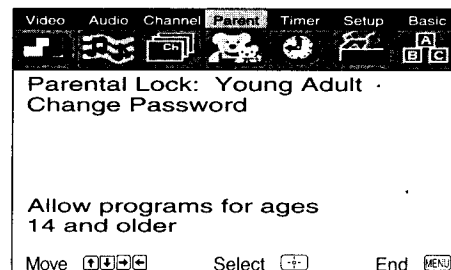 Video Audio Channel Parent Timer Setup Basic
Ch A B C
Parental Lock: Young Adult
Change Password
Allow programs for ages
14 and older
Move Select End MENU